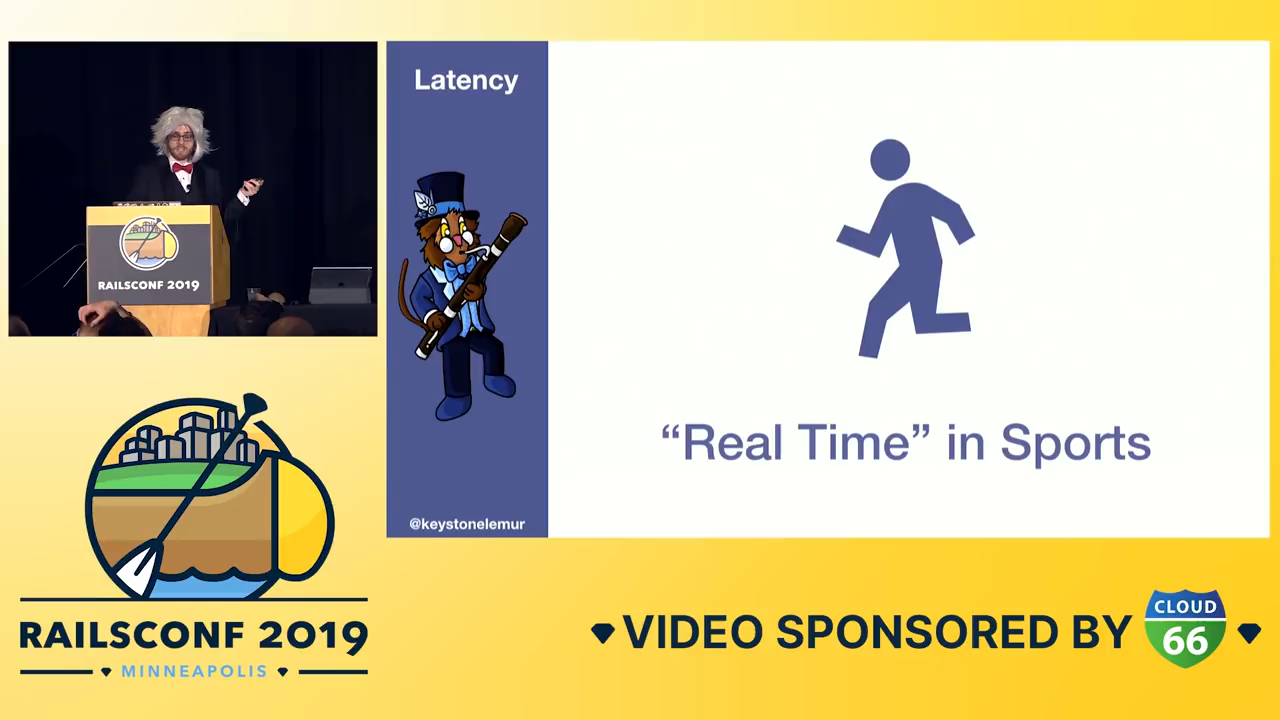 Latency
"Real Time" in Sports
@keystonelemur
RAILSCONF 2019
RAILSCONF 2019
MINNEAPOLIS
VIDEO SPONSORED BY
CLOUD
66